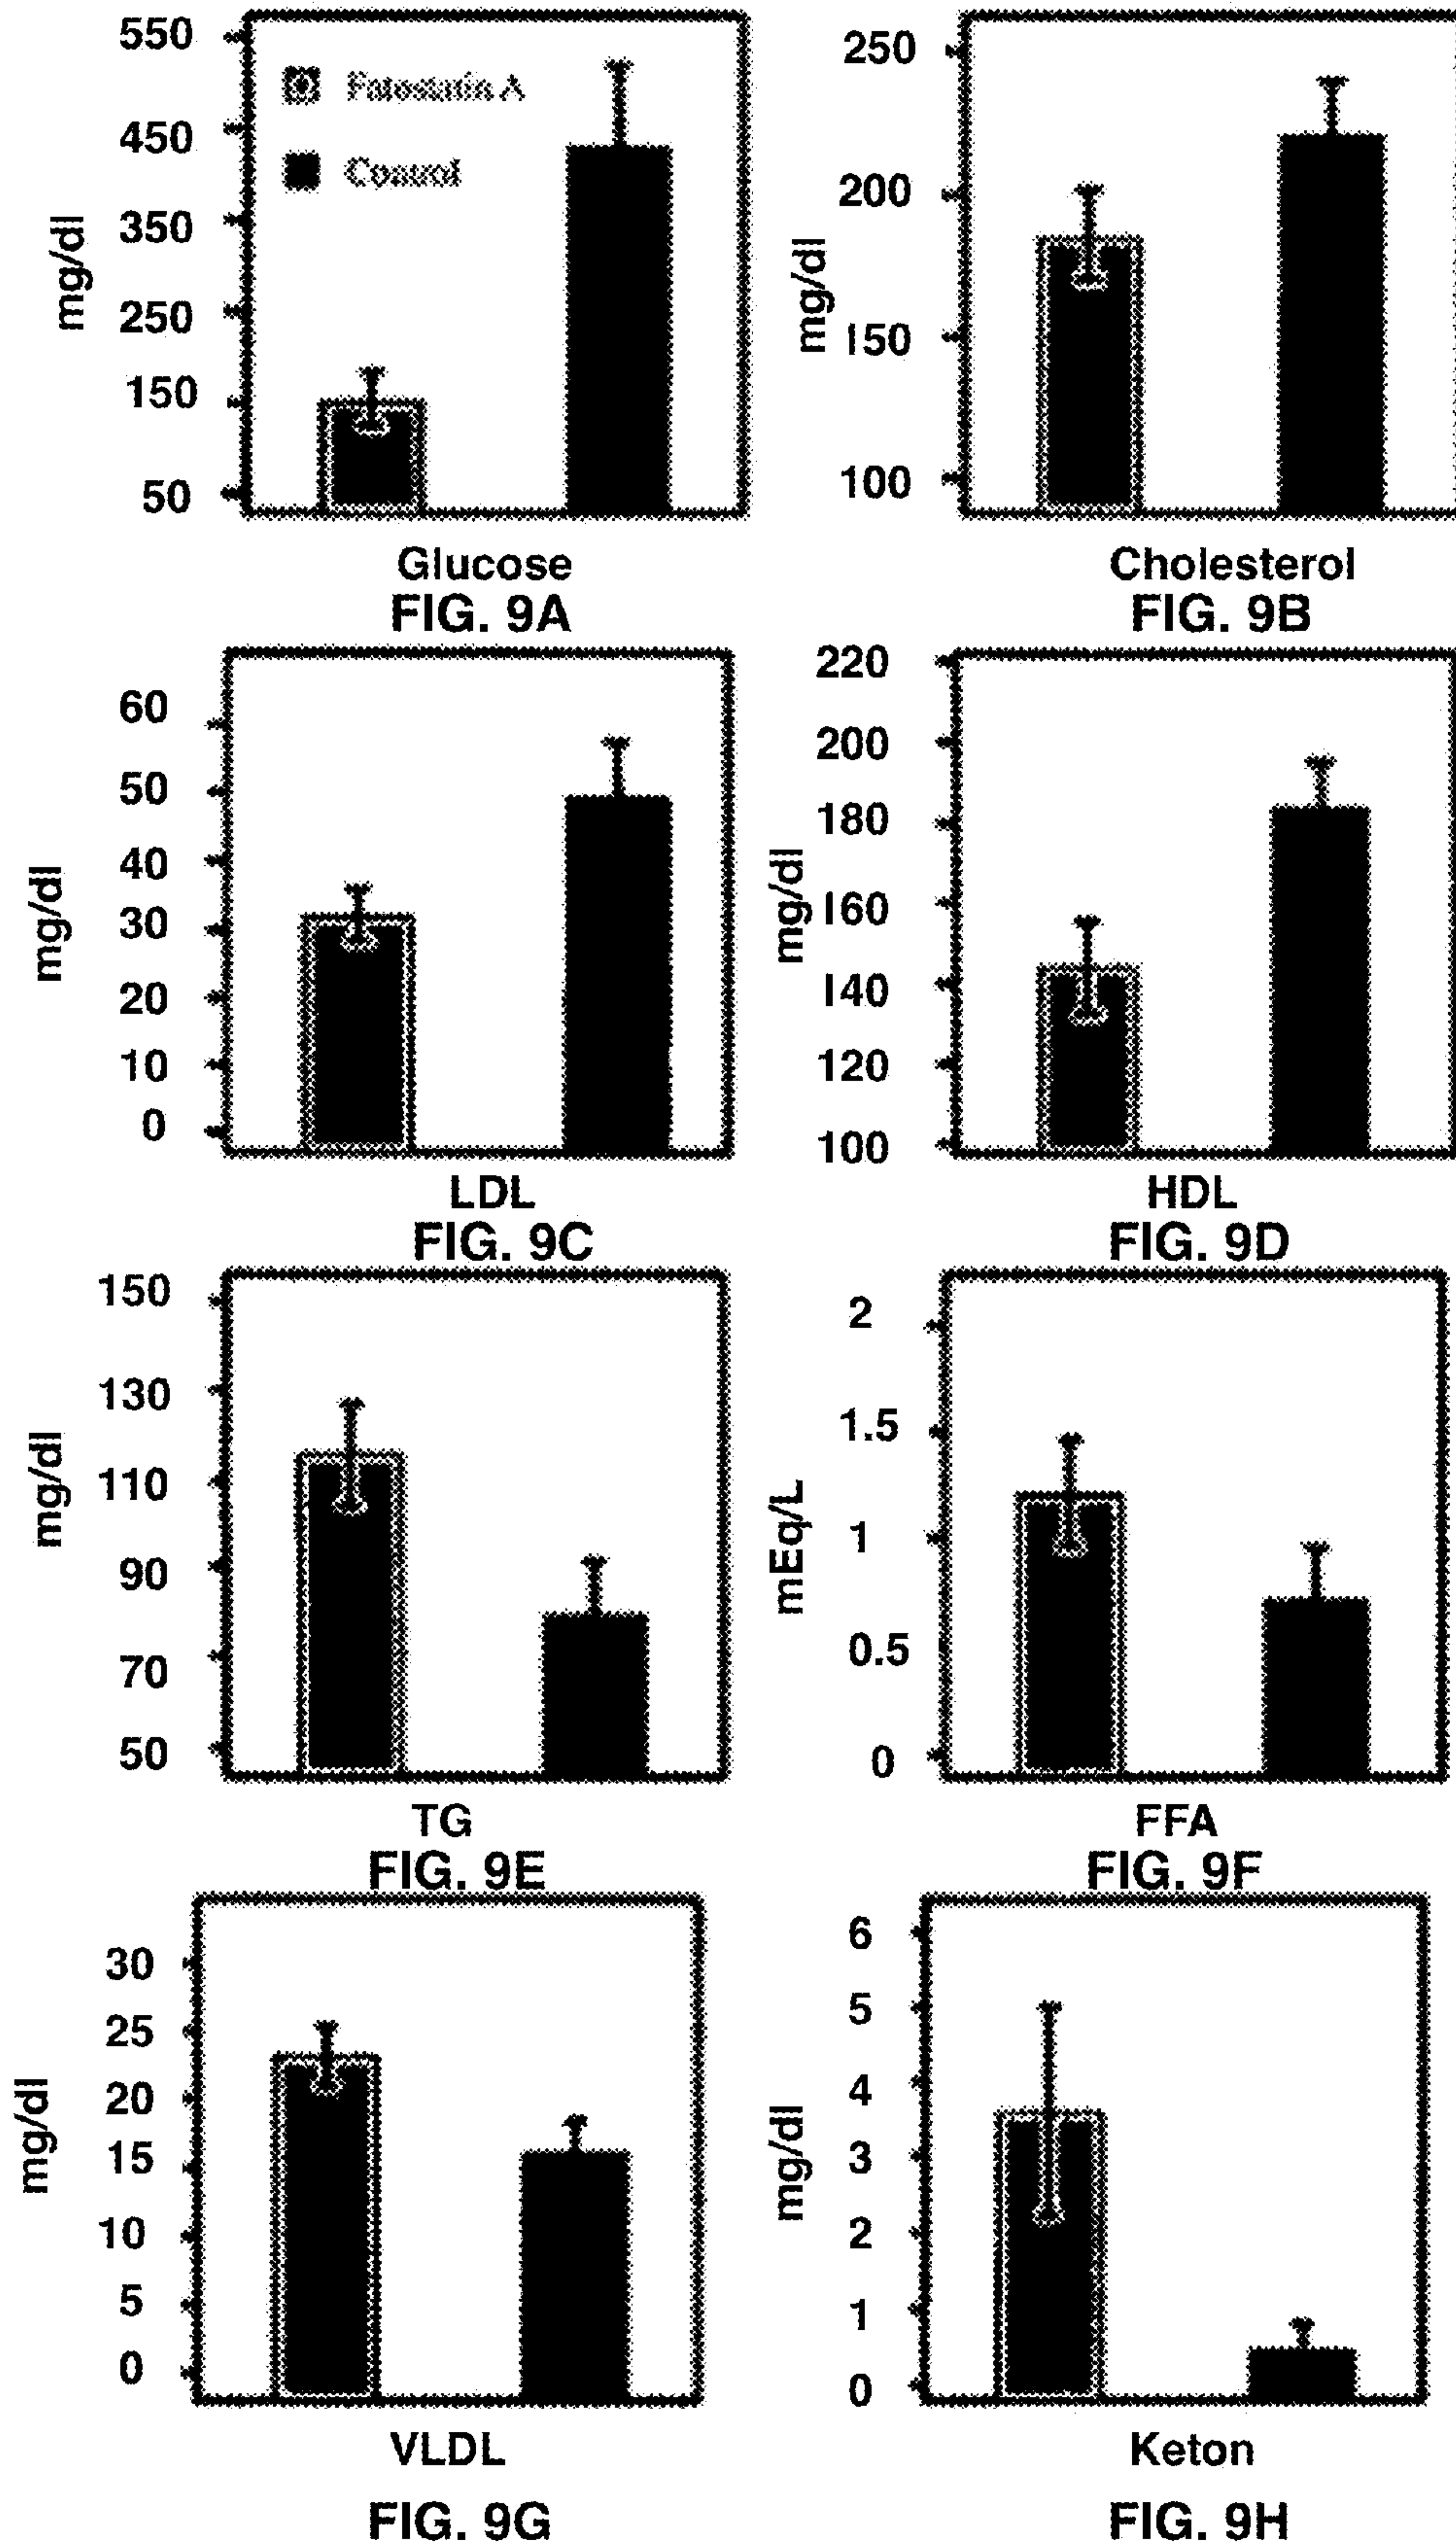 550
450
350
250
150
50
mg/dl
Fatostatin A
Control
Glucose
FIG. 9A
250
200
150
100
mg/dl
Cholesterol
FIG. 9B
60
50
40
30
20
10
0
mg/dl
LDL
FIG. 9C
220
200
180
160
140
120
100
mg/dl
HDL
FIG. 9D
150
130
110
90
70
50
mg/dl
TG
FIG. 9E
2
1.5
1
0.5
0
mEq/L
FFA
FIG. 9F
30
25
20
15
10
5
0
mg/dl
VLDL
FIG. 9G
6
5
4
3
2
1
0
mg/dl
Keton
FIG. 9H